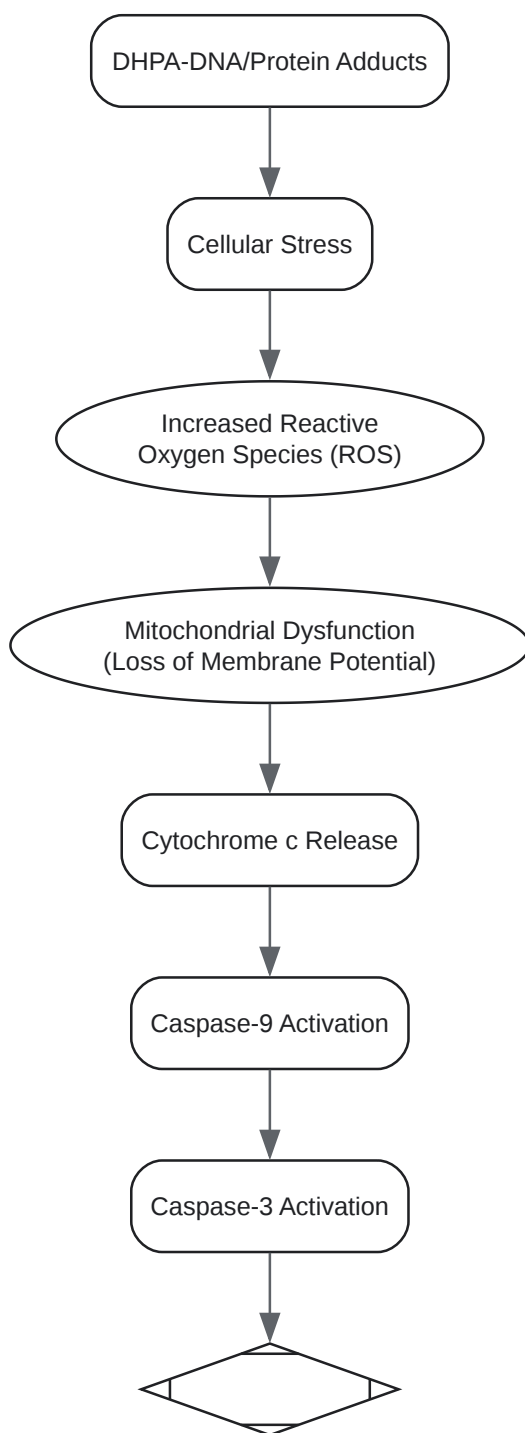 DHPA-DNA/Protein Adducts
Cellular Stress
Increased Reactive
Oxygen Species (ROS)
Mitochondrial Dysfunction
(Loss of Membrane Potential)
Cytochrome c Release
Caspase-9 Activation
Caspase-3 Activation